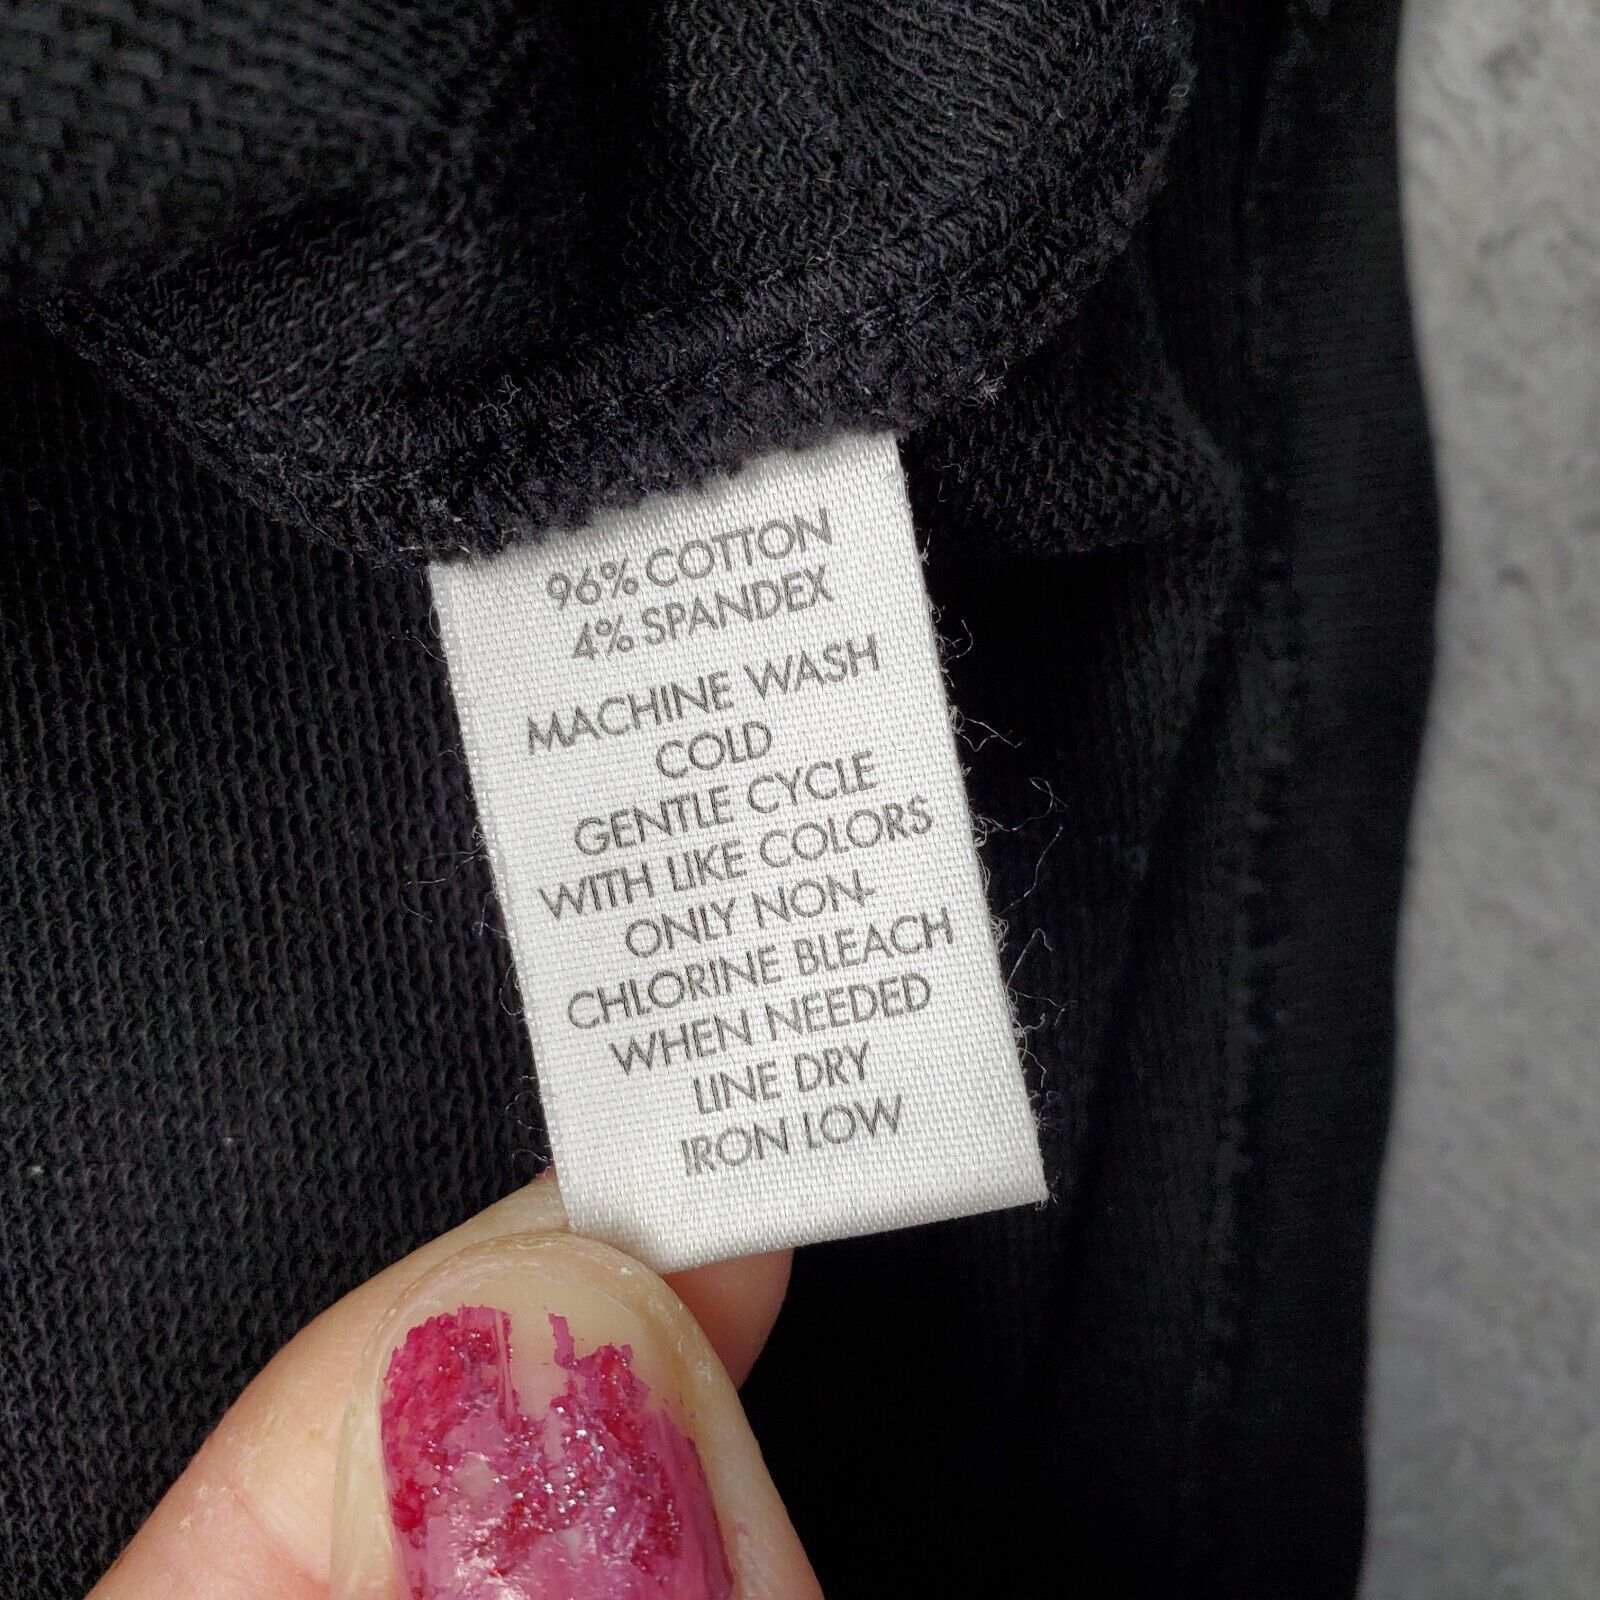 96% COTTON
4% SPANDEX
MACHINE WASH
COLD
GENTLE CYCLE
WITH LIKE COLORS
ONLY NON-
CHLORINE BLEACH
WHEN NEEDED
LINE DRY
IRON LOW